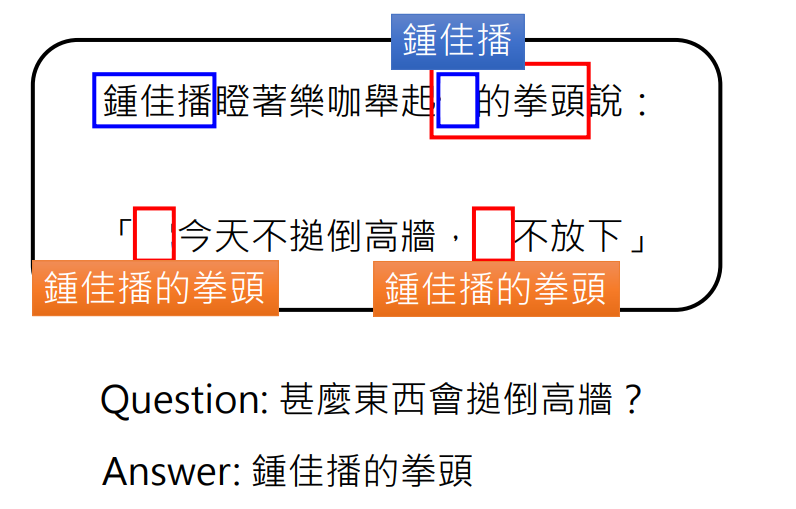 鍾佳播
鍾佳播瞪著樂咖舉起 的拳頭說：
「 今天不搥倒高牆， 不放下」
鍾佳播的拳頭 鍾佳播的拳頭
Question: 甚麼東西會搥倒高牆？
Answer: 鍾佳播的拳頭